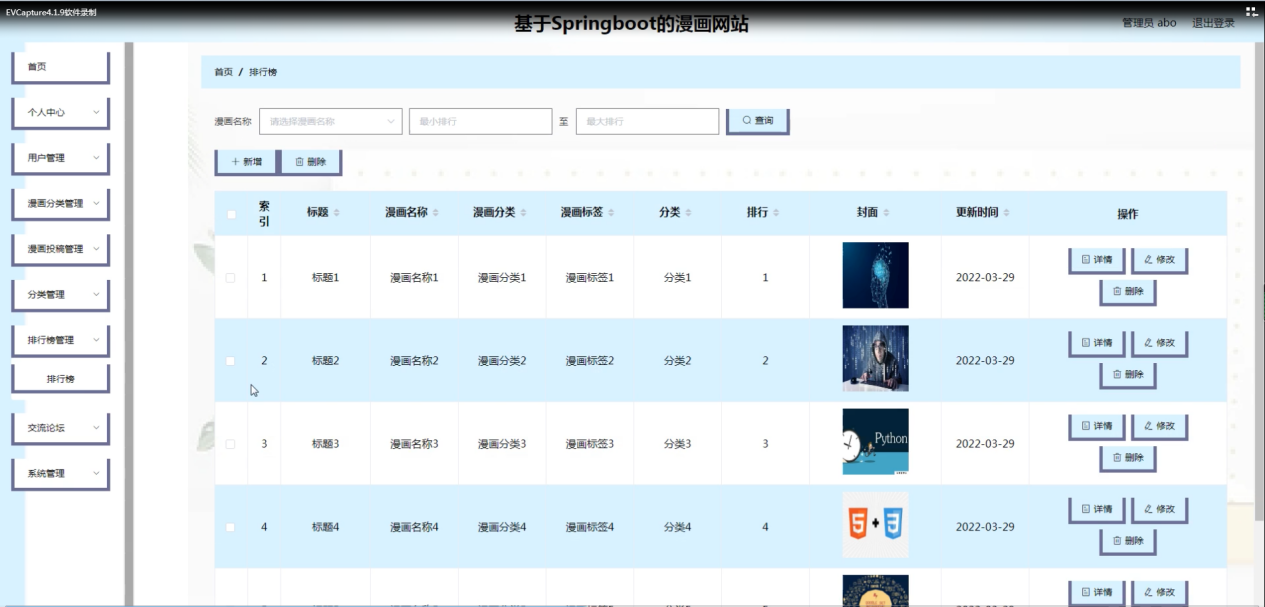 EVCapture4.1.9软件录制
基于Springboot的漫画网站
管理员 abo 退出登录
首页
个人中心
用户管理
漫画分类管理
漫画投稿管理
分类管理
排行榜管理
排行榜
交流论坛
系统管理
首页 / 排行榜
漫画名称 请选择漫画名称 最小排行 至 最大排行 查询
新增 删除
索引 标题 漫画名称 漫画分类 漫画标签 分类 排行 封面 更新时间 操作
1 标题1 漫画名称1 漫画分类1 漫画标签1 分类1 1 2022-03-29 详情 修改
删除
2 标题2 漫画名称2 漫画分类2 漫画标签2 分类2 2 2022-03-29 详情 修改
删除
3 标题3 漫画名称3 漫画分类3 漫画标签3 分类3 3 Python 2022-03-29 详情 修改
删除
4 标题4 漫画名称4 漫画分类4 漫画标签4 分类4 4 5 + 3 2022-03-29 详情 修改
删除
详情 修改